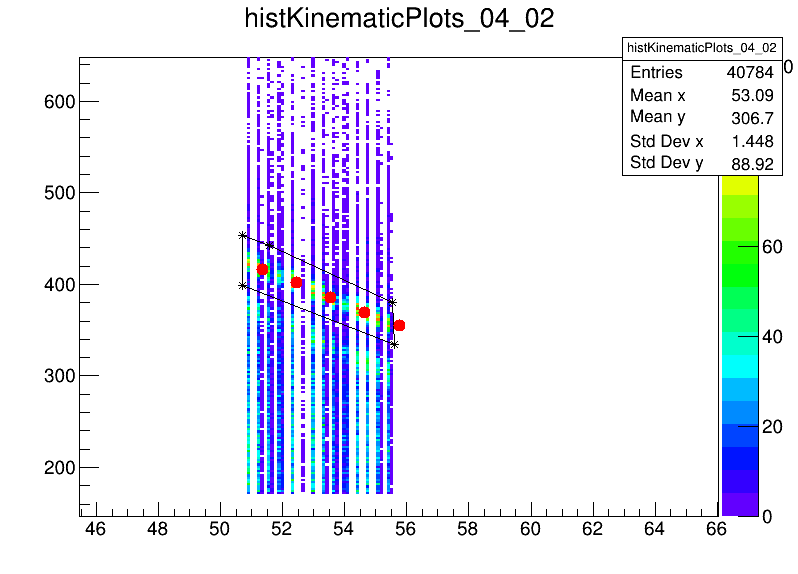 histKinematicPlots_04_02
histKinematicPlots_04_02
Entries 40784
Mean x 53.09
Mean y 306.7
Std Dev x 1.448
Std Dev y 88.92
0
600
500
400
300
200
60
40
20
0
46 48 50 52 54 56 58 60 62 64 66